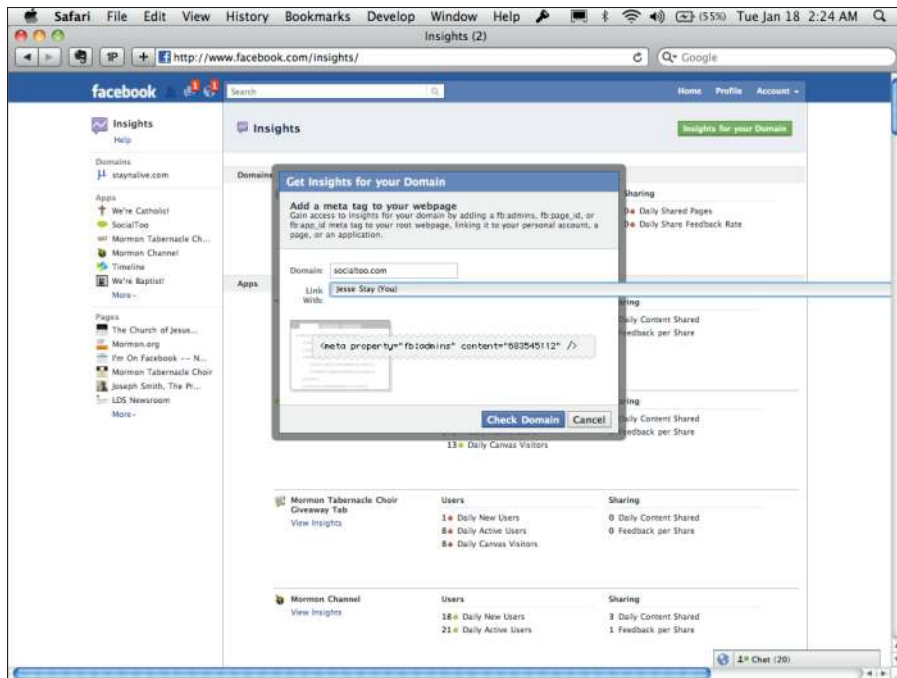 Safari File Edit View History Bookmarks Develop Window Help (55%) Tue Jan 18 2:24 AM
Insights (2)
1P + http://www.facebook.com/insights/ Google
facebook 1 1 Search Home Profile Account
Insights
Help
Insights
Insights for your Domain
Domains
staynalive.com
Apps
We're Catholic!
SocialToo
Mormon Tabernacle Ch...
Mormon Channel
Timeline
We're Baptist!
More
Pages
The Church of Jesus...
Mormon.org
I'm On Facebook -- N...
Mormon Tabernacle Choir
Joseph Smith, The Pr...
LDS Newsroom
More
Domains
Sharing
Daily Shared Pages
Daily Share Feedback Rate
Apps
Get Insights for your Domain
Add a meta tag to your webpage
Gain access to insights for your domain by adding a fb:admins, fb:page_id, or
fb:app_id meta tag to your root webpage, linking it to your personal account, a
page, or an application.
Domain: socialtoo.com
Link With: Jesse Stay (You)
<meta property="fb:admins" content="683545112" />
Check Domain Cancel
Daily Content Shared
Feedback per Share
Daily Content Shared
Feedback per Share
13 Daily Canvas Visitors
Mormon Tabernacle Choir
Giveaway Tab
View Insights
Users
1 Daily New Users
8 Daily Active Users
8 Daily Canvas Visitors
Sharing
0 Daily Content Shared
0 Feedback per Share
Mormon Channel
View Insights
Users
18 Daily New Users
21 Daily Active Users
Sharing
3 Daily Content Shared
1 Feedback per Share
Chat (20)